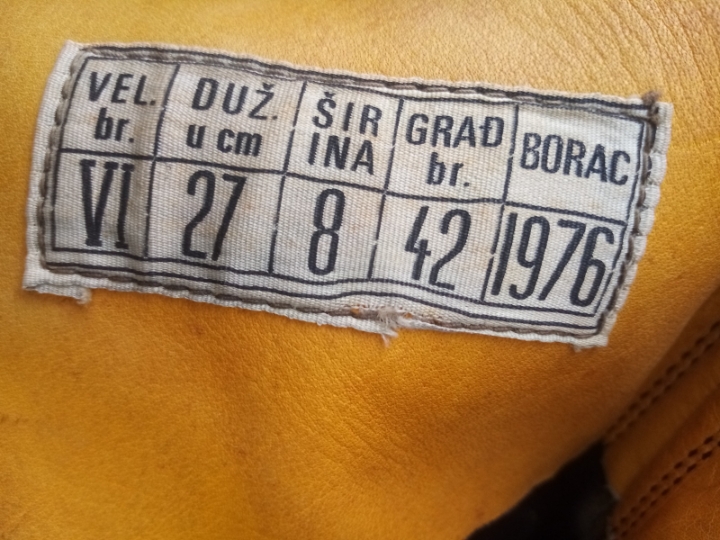 VEL. br. DUŽ. u cm ŠIR INA GRAĐ br. BORAC
VI 27 8 42 1976